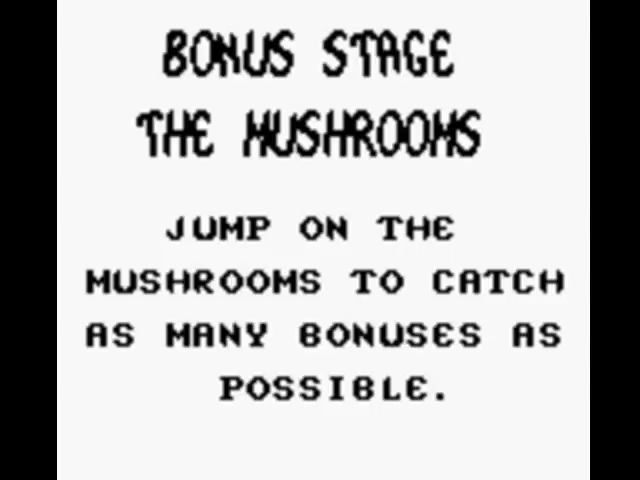 BONUS STAGE
THE MUSHROOMS
JUMP ON THE
MUSHROOMS TO CATCH
AS MANY BONUSES AS
POSSIBLE.